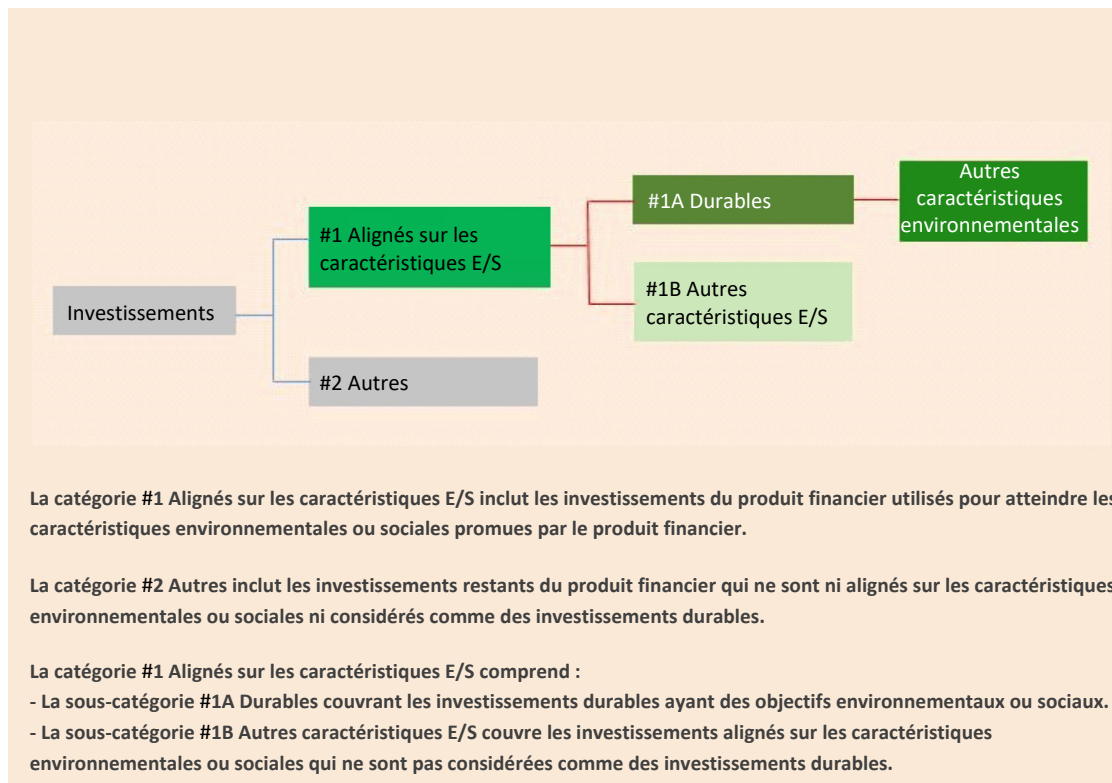 Autres
caractéristiques
environnementales
#1A Durables
#1 Alignés sur les
caractéristiques E/S
#1B Autres
caractéristiques E/S
Investissements
#2 Autres
La catégorie #1 Alignés sur les caractéristiques E/S inclut les investissements du produit financier utilisés pour atteindre les
caractéristiques environnementales ou sociales promues par le produit financier.
La catégorie #2 Autres inclut les investissements restants du produit financier qui ne sont ni alignés sur les caractéristiques
environnementales ou sociales ni considérés comme des investissements durables.
La catégorie #1 Alignés sur les caractéristiques E/S comprend :
- La sous-catégorie #1A Durables couvrant les investissements durables ayant des objectifs environnementaux ou sociaux.
- La sous-catégorie #1B Autres caractéristiques E/S couvre les investissements alignés sur les caractéristiques
environnementales ou sociales qui ne sont pas considérées comme des investissements durables.